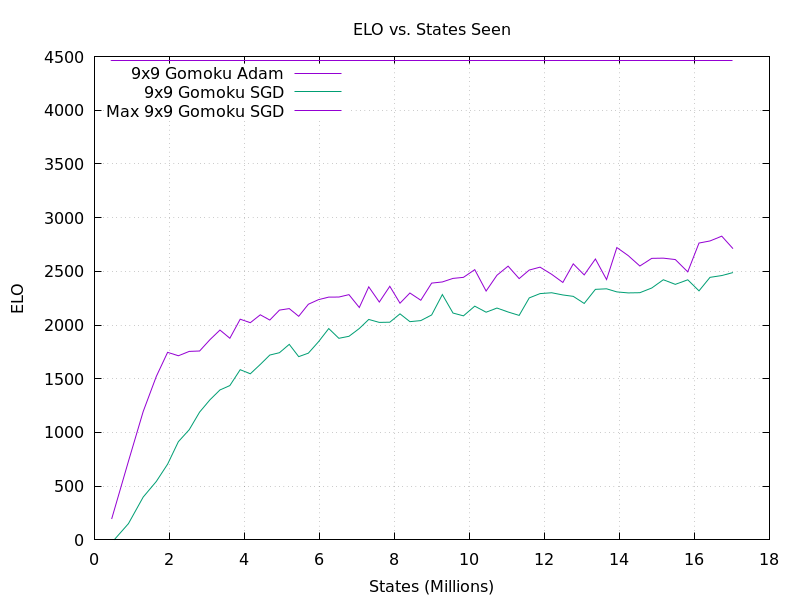 ELO vs. States Seen
4500
4000
3500
3000
2500
2000
1500
1000
500
0
ELO
9x9 Gomoku Adam
9x9 Gomoku SGD
Max 9x9 Gomoku SGD
0 2 4 6 8 10 12 14 16 18
States (Millions)